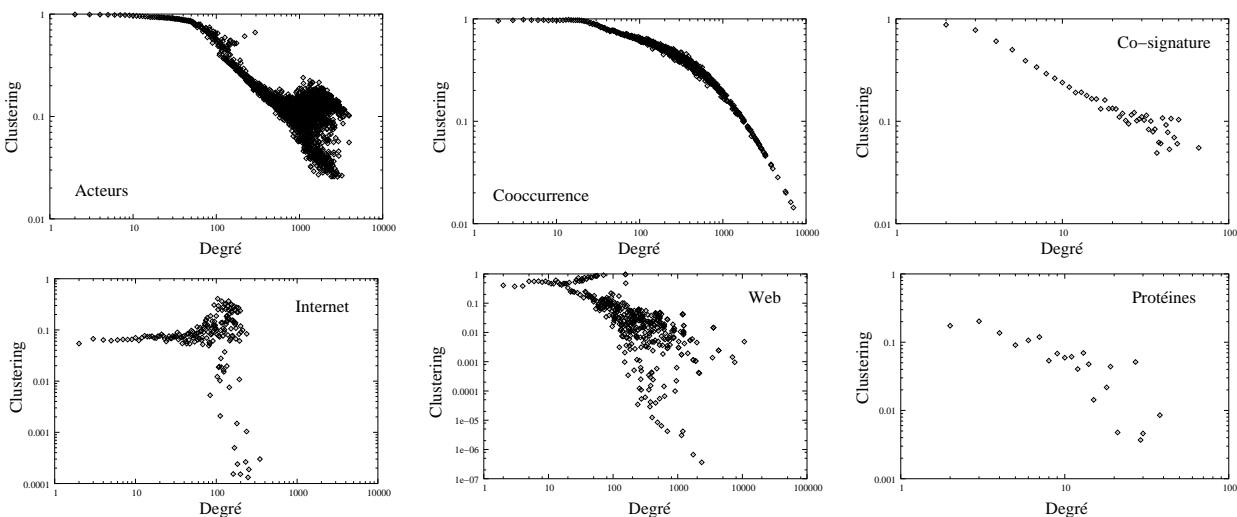 1
0.1
0.01
1
10
100
1000
10000
Clustering
Degré
Acteurs
1
0.1
0.01
1
10
100
1000
10000
Clustering
Degré
Cooccurrence
1
0.1
0.01
1
10
100
Clustering
Degré
Co−signature
1
0.1
0.01
0.001
0.0001
1
10
100
1000
10000
Clustering
Degré
Internet
1
0.1
0.01
0.001
0.0001
1e−05
1e−06
1e−07
1
10
100
1000
10000
100000
Clustering
Degré
Web
1
0.1
0.01
0.001
1
10
100
Clustering
Degré
Protéines